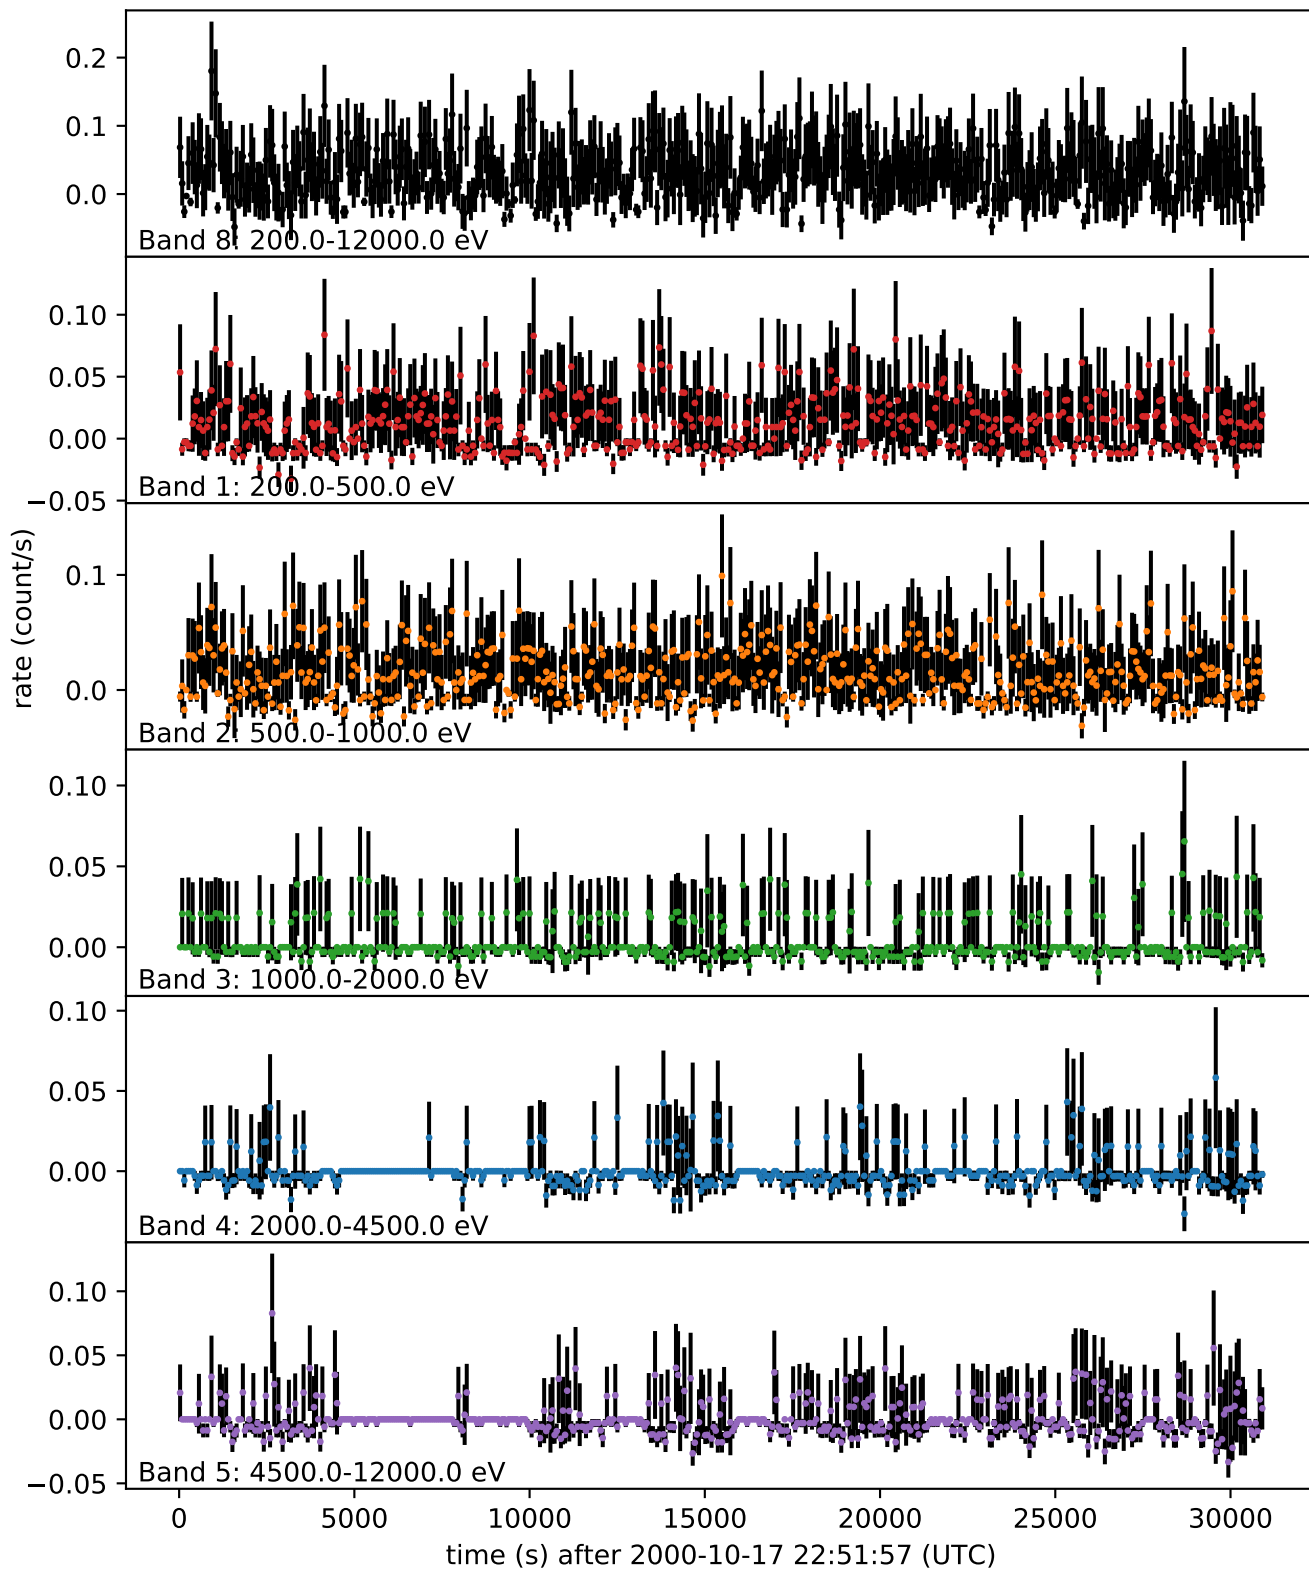 0.2
0.1
0.0
Band 8: 200.0-12000.0 eV
0.10
0.05
0.00
−0.05
Band 1: 200.0-500.0 eV
rate (count/s)
0.1
0.0
Band 2: 500.0-1000.0 eV
0.10
0.05
0.00
Band 3: 1000.0-2000.0 eV
0.10
0.05
0.00
Band 4: 2000.0-4500.0 eV
0.10
0.05
0.00
−0.05
Band 5: 4500.0-12000.0 eV
0 5000 10000 15000 20000 25000 30000
time (s) after 2000-10-17 22:51:57 (UTC)